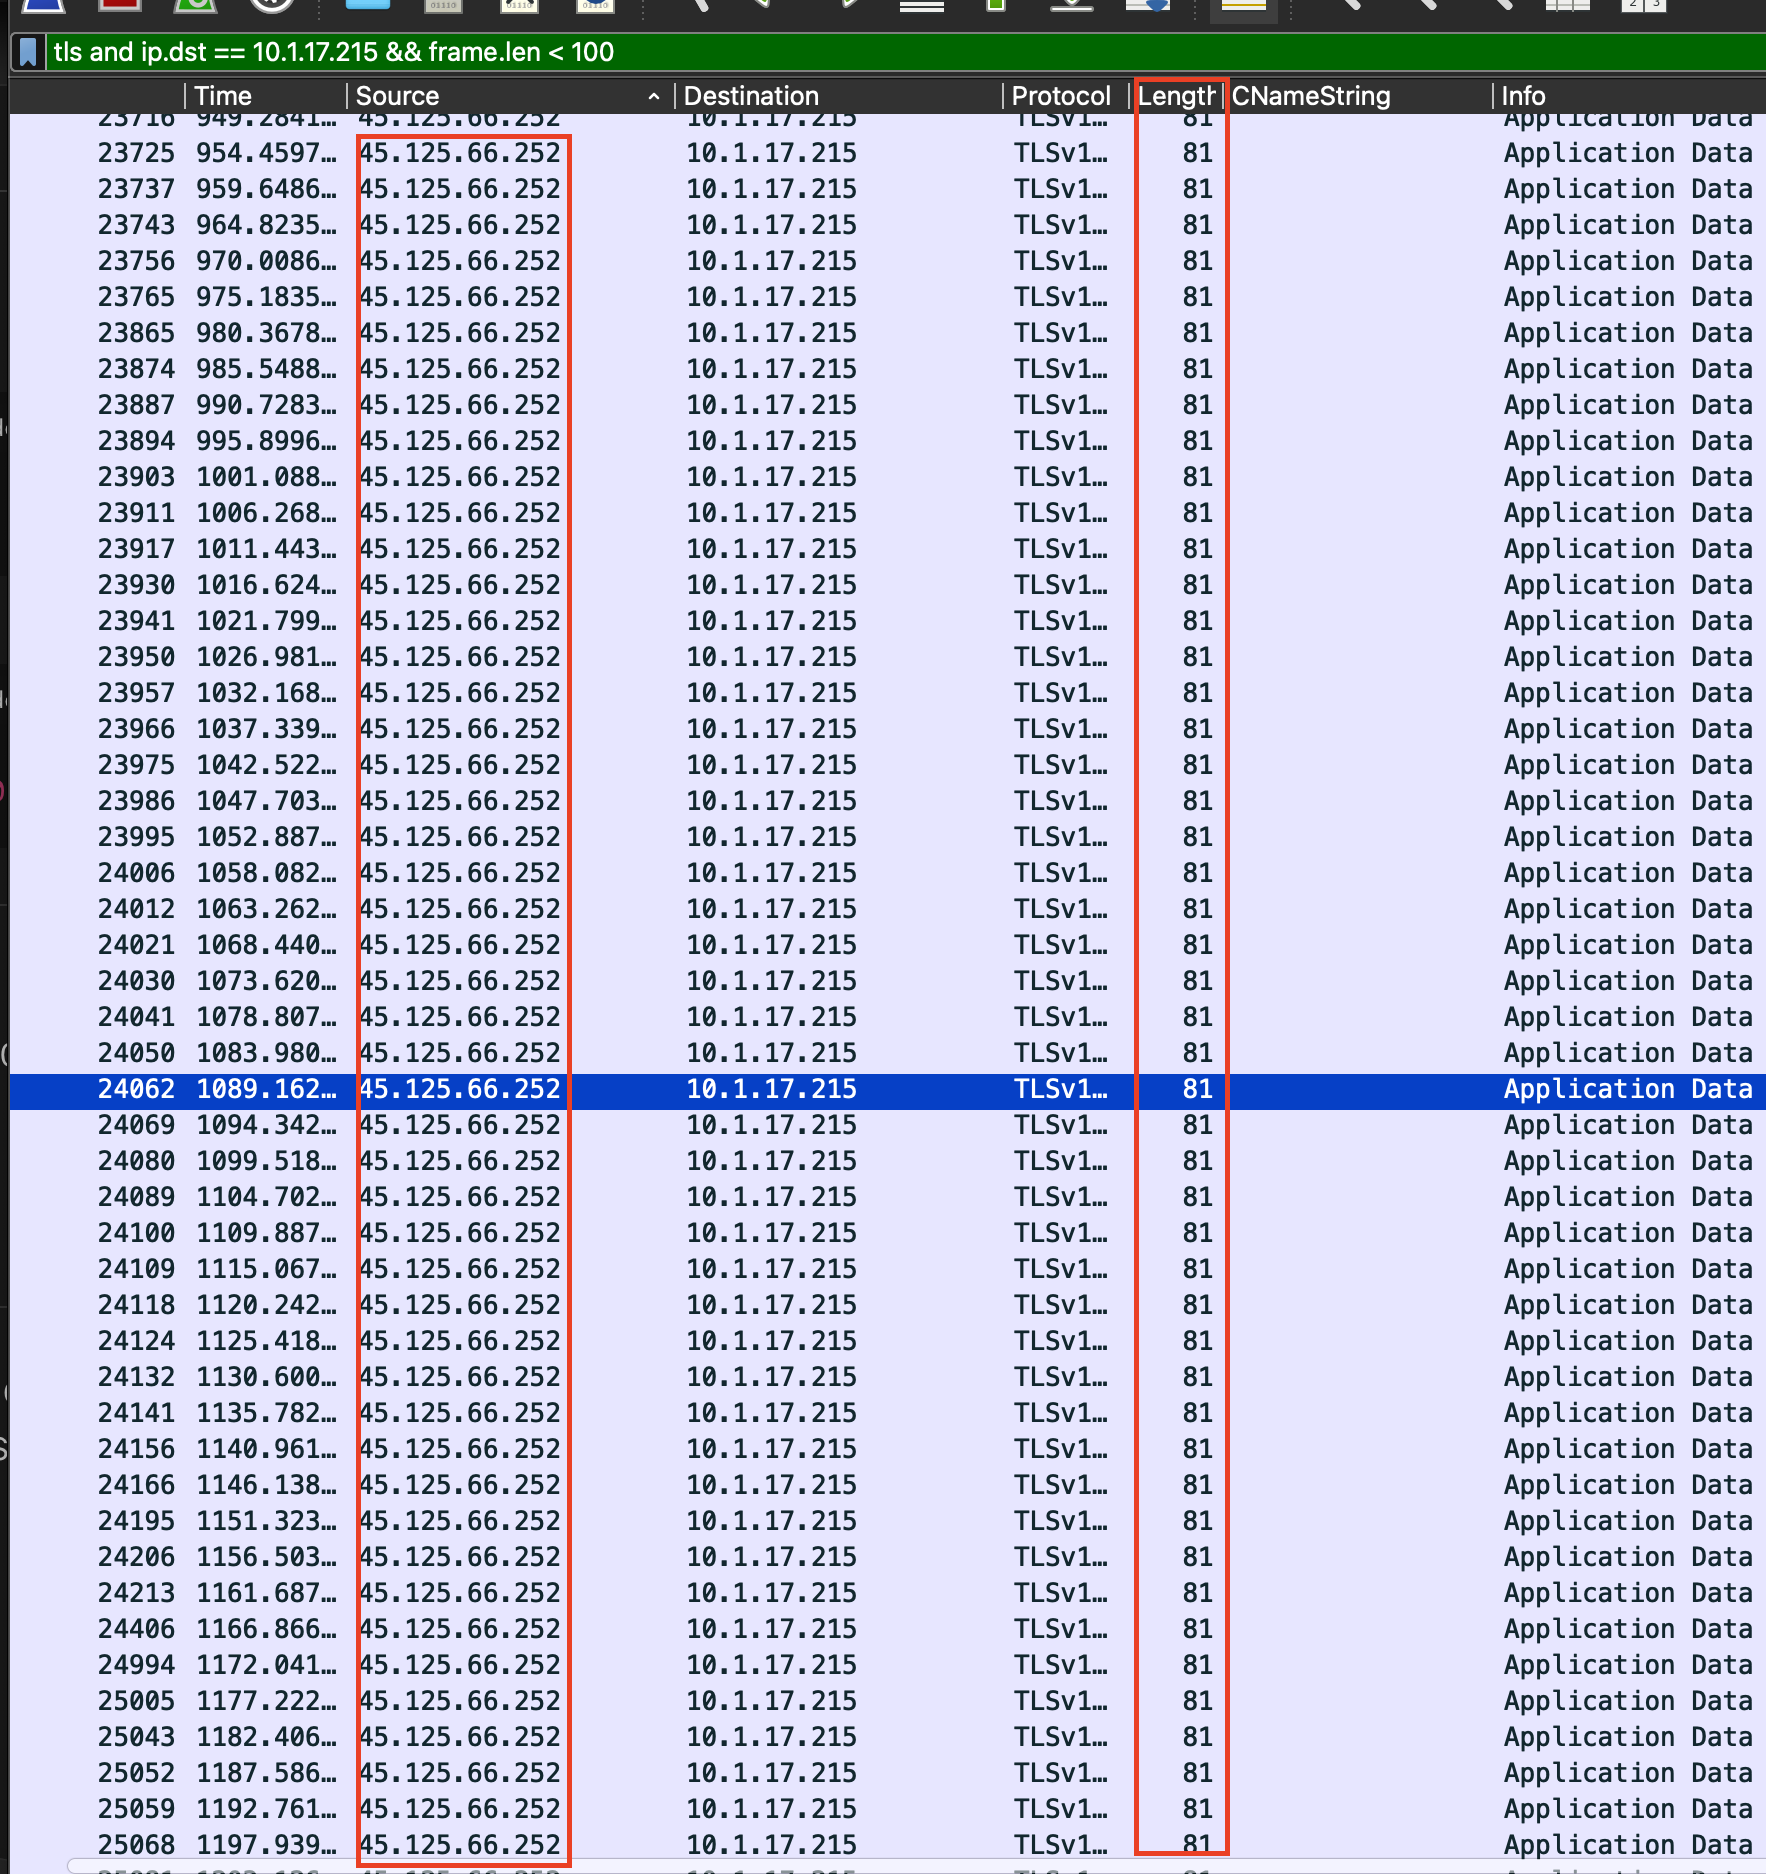 tls and ip.dst == 10.1.17.215 && frame.len < 100
Time Source Destination Protocol Length CNameString Info
23716 949.2841… 45.125.66.252 10.1.17.215 TLSv1… 81 Application Data
23725 954.4597… 45.125.66.252 10.1.17.215 TLSv1… 81 Application Data
23737 959.6486… 45.125.66.252 10.1.17.215 TLSv1… 81 Application Data
23743 964.8235… 45.125.66.252 10.1.17.215 TLSv1… 81 Application Data
23756 970.0086… 45.125.66.252 10.1.17.215 TLSv1… 81 Application Data
23765 975.1835… 45.125.66.252 10.1.17.215 TLSv1… 81 Application Data
23865 980.3678… 45.125.66.252 10.1.17.215 TLSv1… 81 Application Data
23874 985.5488… 45.125.66.252 10.1.17.215 TLSv1… 81 Application Data
23887 990.7283… 45.125.66.252 10.1.17.215 TLSv1… 81 Application Data
23894 995.8996… 45.125.66.252 10.1.17.215 TLSv1… 81 Application Data
23903 1001.088… 45.125.66.252 10.1.17.215 TLSv1… 81 Application Data
23911 1006.268… 45.125.66.252 10.1.17.215 TLSv1… 81 Application Data
23917 1011.443… 45.125.66.252 10.1.17.215 TLSv1… 81 Application Data
23930 1016.624… 45.125.66.252 10.1.17.215 TLSv1… 81 Application Data
23941 1021.799… 45.125.66.252 10.1.17.215 TLSv1… 81 Application Data
23950 1026.981… 45.125.66.252 10.1.17.215 TLSv1… 81 Application Data
23957 1032.168… 45.125.66.252 10.1.17.215 TLSv1… 81 Application Data
23966 1037.339… 45.125.66.252 10.1.17.215 TLSv1… 81 Application Data
23975 1042.522… 45.125.66.252 10.1.17.215 TLSv1… 81 Application Data
23986 1047.703… 45.125.66.252 10.1.17.215 TLSv1… 81 Application Data
23995 1052.887… 45.125.66.252 10.1.17.215 TLSv1… 81 Application Data
24006 1058.082… 45.125.66.252 10.1.17.215 TLSv1… 81 Application Data
24012 1063.262… 45.125.66.252 10.1.17.215 TLSv1… 81 Application Data
24021 1068.440… 45.125.66.252 10.1.17.215 TLSv1… 81 Application Data
24030 1073.620… 45.125.66.252 10.1.17.215 TLSv1… 81 Application Data
24041 1078.807… 45.125.66.252 10.1.17.215 TLSv1… 81 Application Data
24050 1083.980… 45.125.66.252 10.1.17.215 TLSv1… 81 Application Data
24062 1089.162… 45.125.66.252 10.1.17.215 TLSv1… 81 Application Data
24069 1094.342… 45.125.66.252 10.1.17.215 TLSv1… 81 Application Data
24080 1099.518… 45.125.66.252 10.1.17.215 TLSv1… 81 Application Data
24089 1104.702… 45.125.66.252 10.1.17.215 TLSv1… 81 Application Data
24100 1109.887… 45.125.66.252 10.1.17.215 TLSv1… 81 Application Data
24109 1115.067… 45.125.66.252 10.1.17.215 TLSv1… 81 Application Data
24118 1120.242… 45.125.66.252 10.1.17.215 TLSv1… 81 Application Data
24124 1125.418… 45.125.66.252 10.1.17.215 TLSv1… 81 Application Data
24132 1130.600… 45.125.66.252 10.1.17.215 TLSv1… 81 Application Data
24141 1135.782… 45.125.66.252 10.1.17.215 TLSv1… 81 Application Data
24156 1140.961… 45.125.66.252 10.1.17.215 TLSv1… 81 Application Data
24166 1146.138… 45.125.66.252 10.1.17.215 TLSv1… 81 Application Data
24195 1151.323… 45.125.66.252 10.1.17.215 TLSv1… 81 Application Data
24206 1156.503… 45.125.66.252 10.1.17.215 TLSv1… 81 Application Data
24213 1161.687… 45.125.66.252 10.1.17.215 TLSv1… 81 Application Data
24406 1166.866… 45.125.66.252 10.1.17.215 TLSv1… 81 Application Data
24994 1172.041… 45.125.66.252 10.1.17.215 TLSv1… 81 Application Data
25005 1177.222… 45.125.66.252 10.1.17.215 TLSv1… 81 Application Data
25043 1182.406… 45.125.66.252 10.1.17.215 TLSv1… 81 Application Data
25052 1187.586… 45.125.66.252 10.1.17.215 TLSv1… 81 Application Data
25059 1192.761… 45.125.66.252 10.1.17.215 TLSv1… 81 Application Data
25068 1197.939… 45.125.66.252 10.1.17.215 TLSv1… 81 Application Data